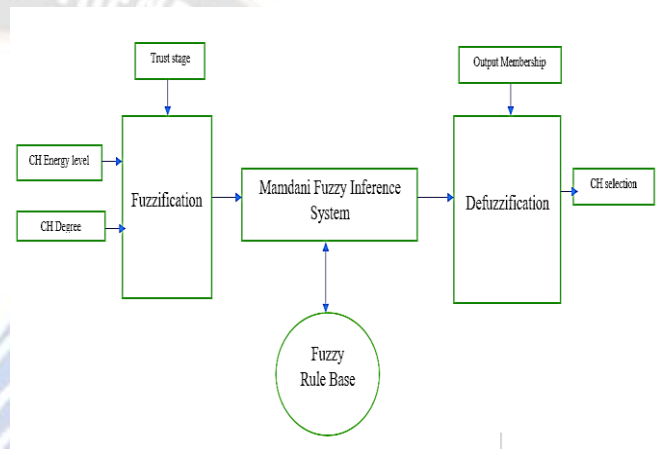 Trust stage
Output Membership
CH Energy level
CH Degree
Fuzzification
Mamdani Fuzzy Inference
System
Defuzzification
CH selection
Fuzzy
Rule Base